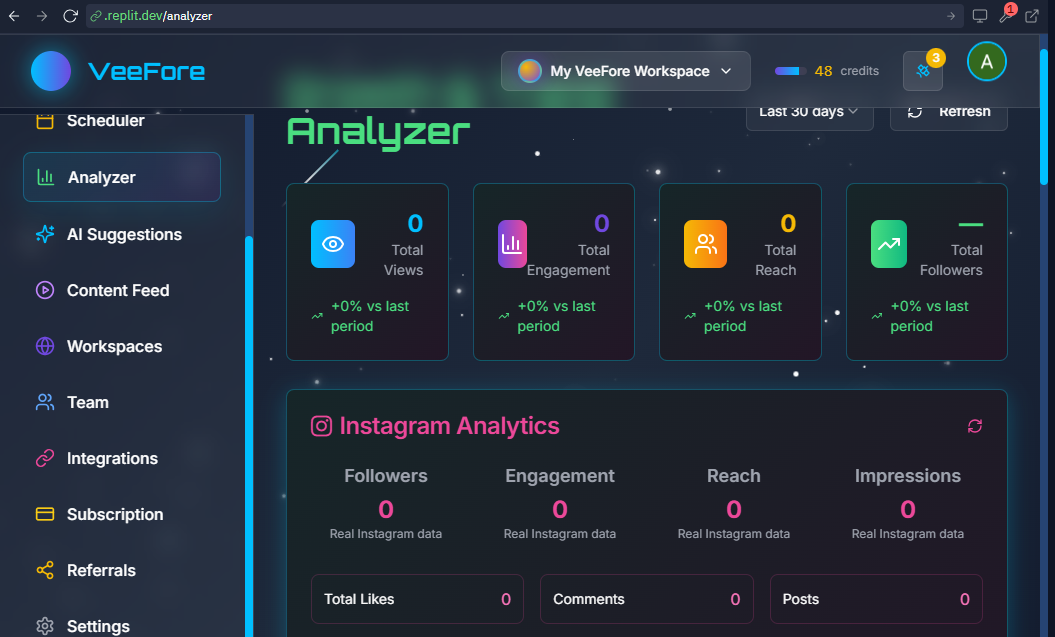 .replit.dev/analyzer
1
VeeFore
My VeeFore Workspace
48 credits
3
A
Scheduler
Analyzer
AI Suggestions
Content Feed
Workspaces
Team
Integrations
Subscription
Referrals
Settings
Analyzer
Last 30 days
Refresh
0
Total
Views
+0% vs last
period
0
Total
Engagement
+0% vs last
period
0
Total
Reach
+0% vs last
period
—
Total
Followers
+0% vs last
period
Instagram Analytics
Followers
0
Real Instagram data
Engagement
0
Real Instagram data
Reach
0
Real Instagram data
Impressions
0
Real Instagram data
Total Likes 0
Comments 0
Posts 0